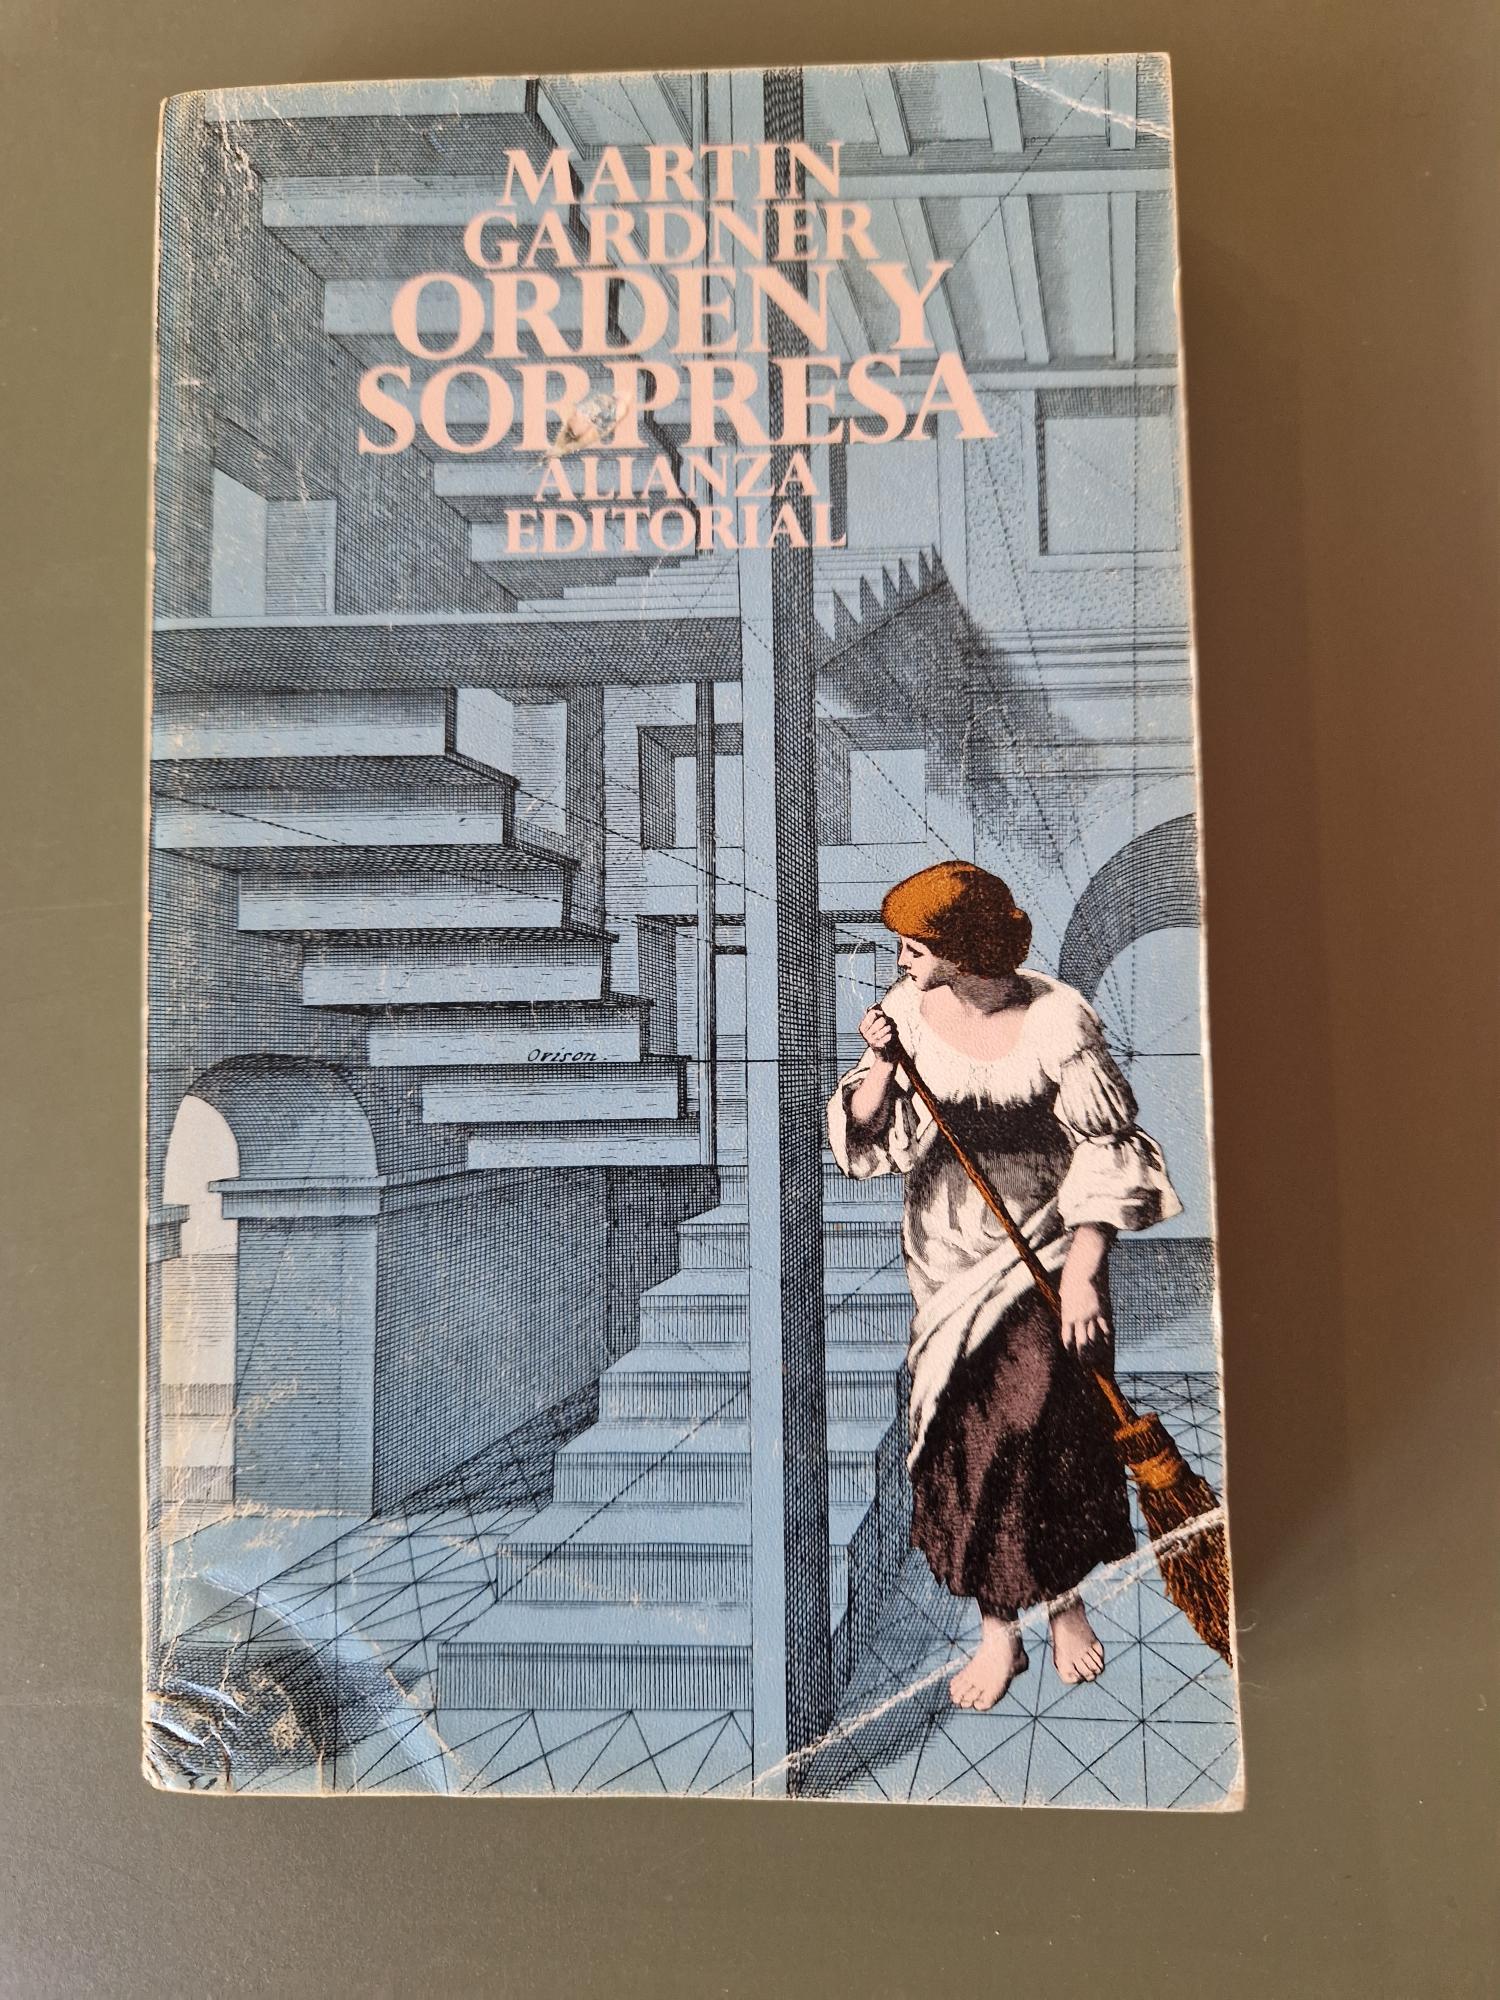 MARTIN
GARDNER
ORDEN Y
SORPRESA
ALIANZA
EDITORIAL
Orison.